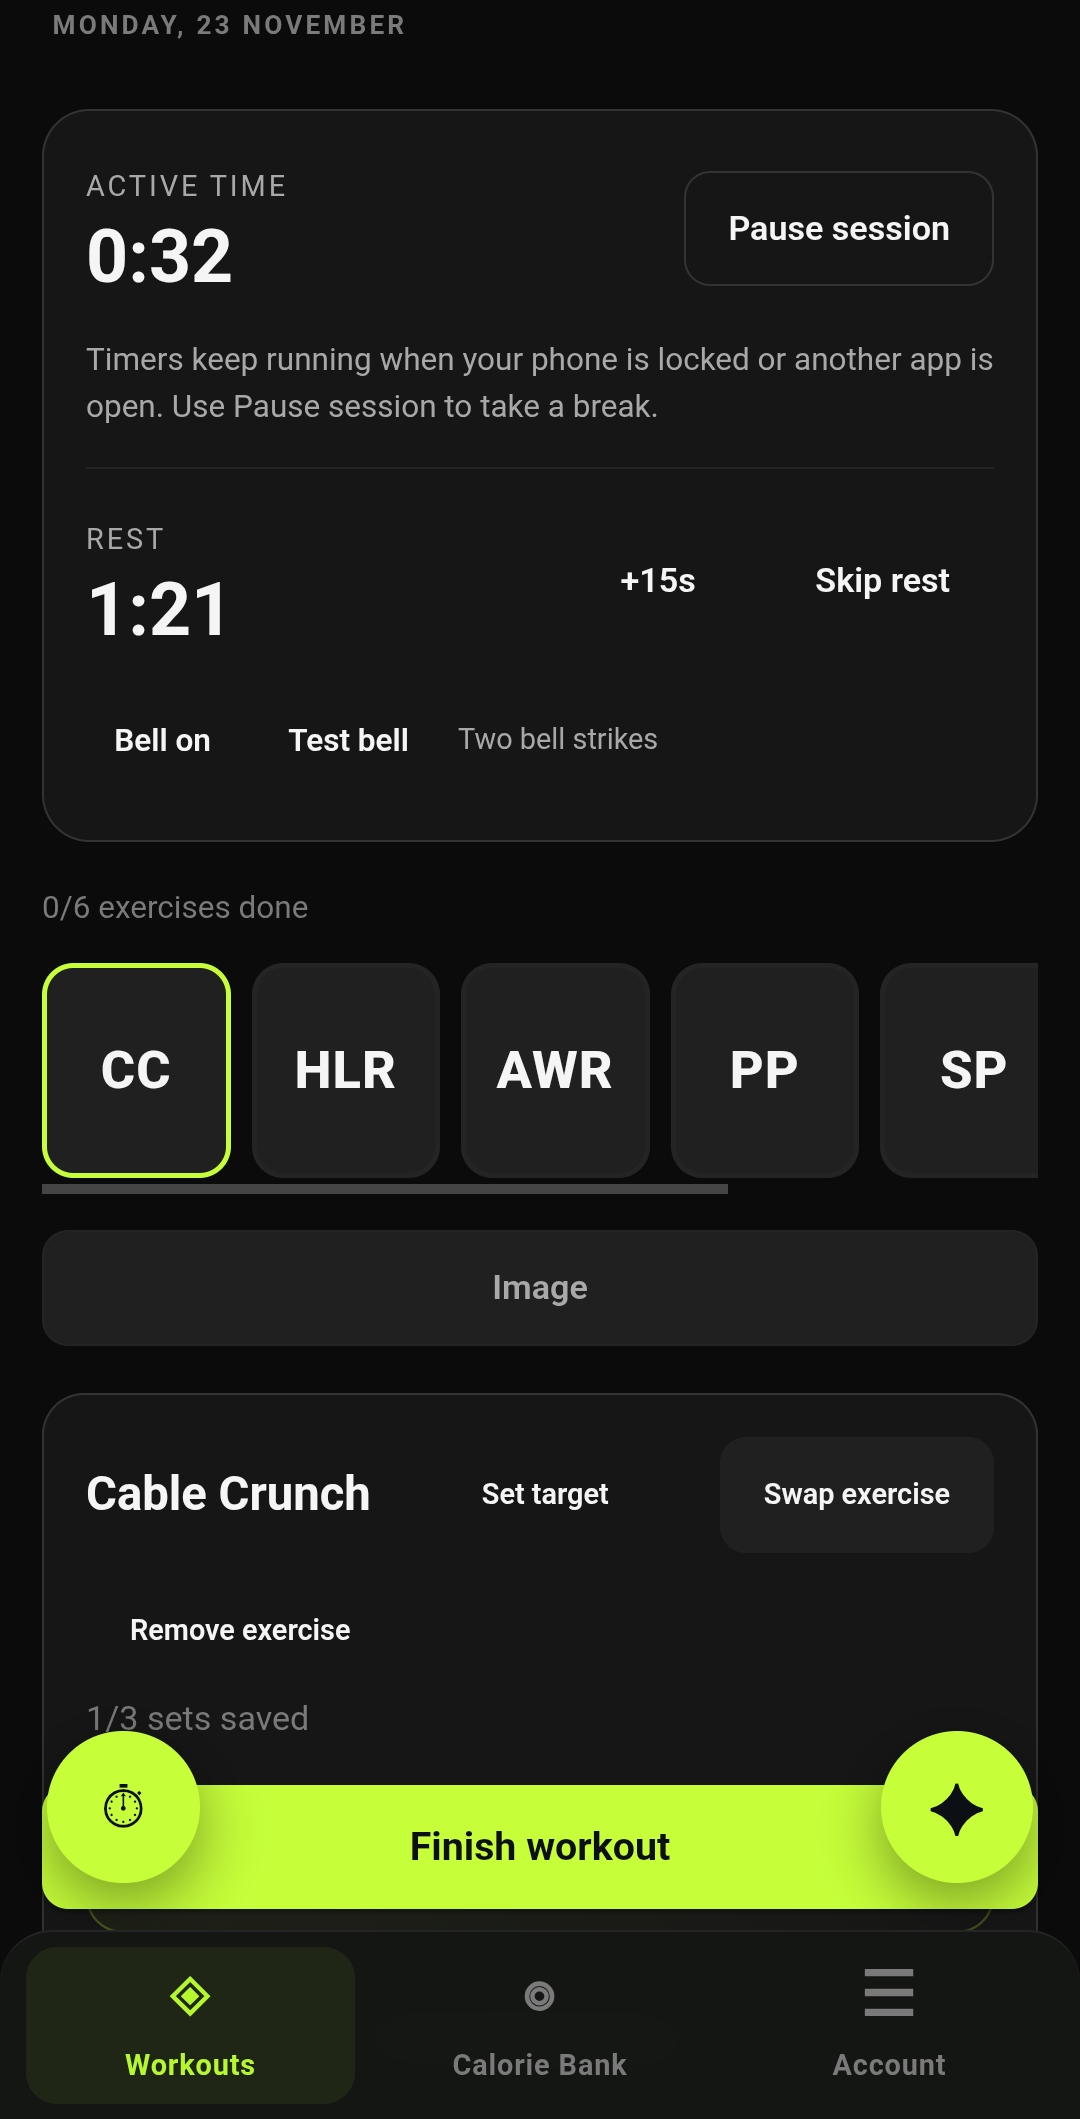 MONDAY, 23 NOVEMBER
ACTIVE TIME
0:32
Pause session
Timers keep running when your phone is locked or another app is
open. Use Pause session to take a break.
REST
1:21
+15s
Skip rest
Bell on
Test bell
Two bell strikes
0/6 exercises done
CC
HLR
AWR
PP
SP
Image
Cable Crunch
Set target
Swap exercise
Remove exercise
1/3 sets saved
Finish workout
Workouts
Calorie Bank
Account